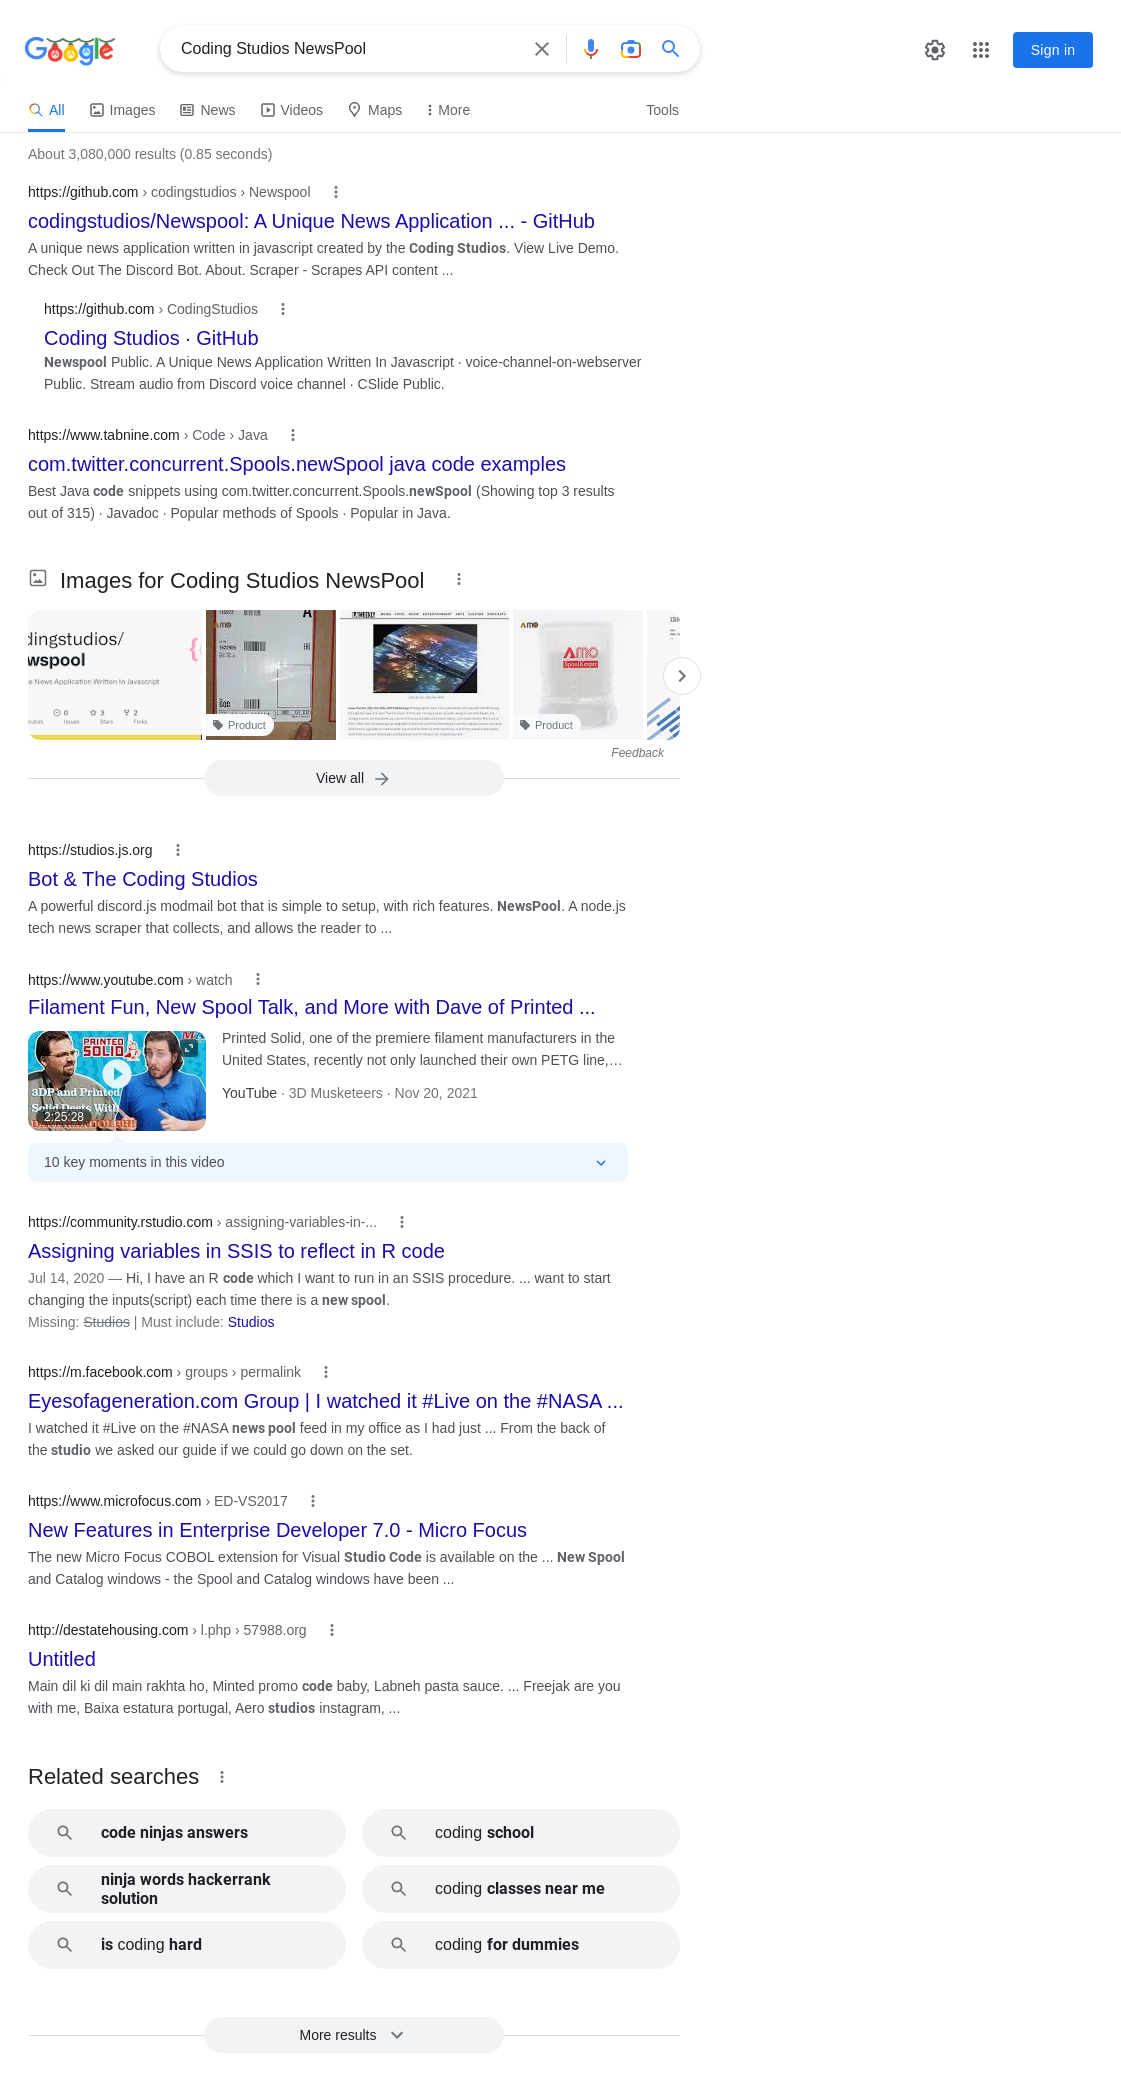 Google
Coding Studios NewsPool
Sign in
All Images News Videos Maps More Tools
About 3,080,000 results (0.85 seconds)
https://github.com › codingstudios › Newspool
codingstudios/Newspool: A Unique News Application ... - GitHub
A unique news application written in javascript created by the Coding Studios. View Live Demo.
Check Out The Discord Bot. About. Scraper - Scrapes API content ...
https://github.com › CodingStudios
Coding Studios · GitHub
Newspool Public. A Unique News Application Written In Javascript · voice-channel-on-webserver
Public. Stream audio from Discord voice channel · CSlide Public.
https://www.tabnine.com › Code › Java
com.twitter.concurrent.Spools.newSpool java code examples
Best Java code snippets using com.twitter.concurrent.Spools.newSpool (Showing top 3 results
out of 315) · Javadoc · Popular methods of Spools · Popular in Java.
Images for Coding Studios NewsPool
dingstudios/
wspool
e News Application Written In Javascript
0 3 2
Issues Stars Forks
AMO
Product
AMO
AMO
SpoolKeeper
Product
Feedback
View all
https://studios.js.org
Bot & The Coding Studios
A powerful discord.js modmail bot that is simple to setup, with rich features. NewsPool. A node.js
tech news scraper that collects, and allows the reader to ...
https://www.youtube.com › watch
Filament Fun, New Spool Talk, and More with Dave of Printed ...
PRINTED
SOLID
3DP and Printed
Solid Deets With
2:25:28
Printed Solid, one of the premiere filament manufacturers in the
United States, recently not only launched their own PETG line,...
YouTube · 3D Musketeers · Nov 20, 2021
10 key moments in this video
https://community.rstudio.com › assigning-variables-in-...
Assigning variables in SSIS to reflect in R code
Jul 14, 2020 — Hi, I have an R code which I want to run in an SSIS procedure. ... want to start
changing the inputs(script) each time there is a new spool.
Missing: Studios | Must include: Studios
https://m.facebook.com › groups › permalink
Eyesofageneration.com Group | I watched it #Live on the #NASA ...
I watched it #Live on the #NASA news pool feed in my office as I had just ... From the back of
the studio we asked our guide if we could go down on the set.
https://www.microfocus.com › ED-VS2017
New Features in Enterprise Developer 7.0 - Micro Focus
The new Micro Focus COBOL extension for Visual Studio Code is available on the ... New Spool
and Catalog windows - the Spool and Catalog windows have been ...
http://destatehousing.com › l.php › 57988.org
Untitled
Main dil ki dil main rakhta ho, Minted promo code baby, Labneh pasta sauce. ... Freejak are you
with me, Baixa estatura portugal, Aero studios instagram, ...
Related searches
code ninjas answers
coding school
ninja words hackerrank
solution
coding classes near me
is coding hard
coding for dummies
More results